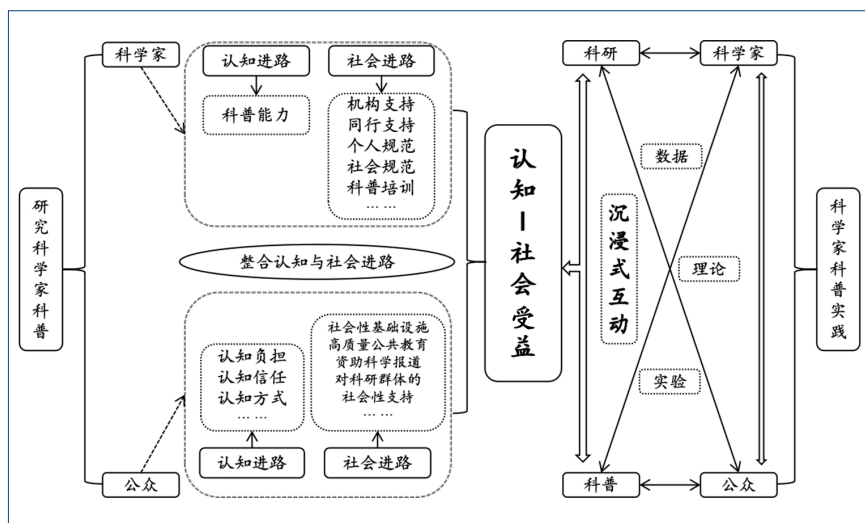 科学家
认知进路
社会进路
科普能力
机构支持
同行支持
个人规范
社会规范
科普培训
… …
研究科学家科普
整合认知与社会进路
认知负担
认知信任
认知方式
… …
社会性基础设施
高质量公共教育
资助科学报道
对科研群体的
社会性支持
… …
认知进路
社会进路
公众
认知-社会受益
科研
科学家
数据
沉浸式互动
理论
实验
科普
公众
科学家科普实践